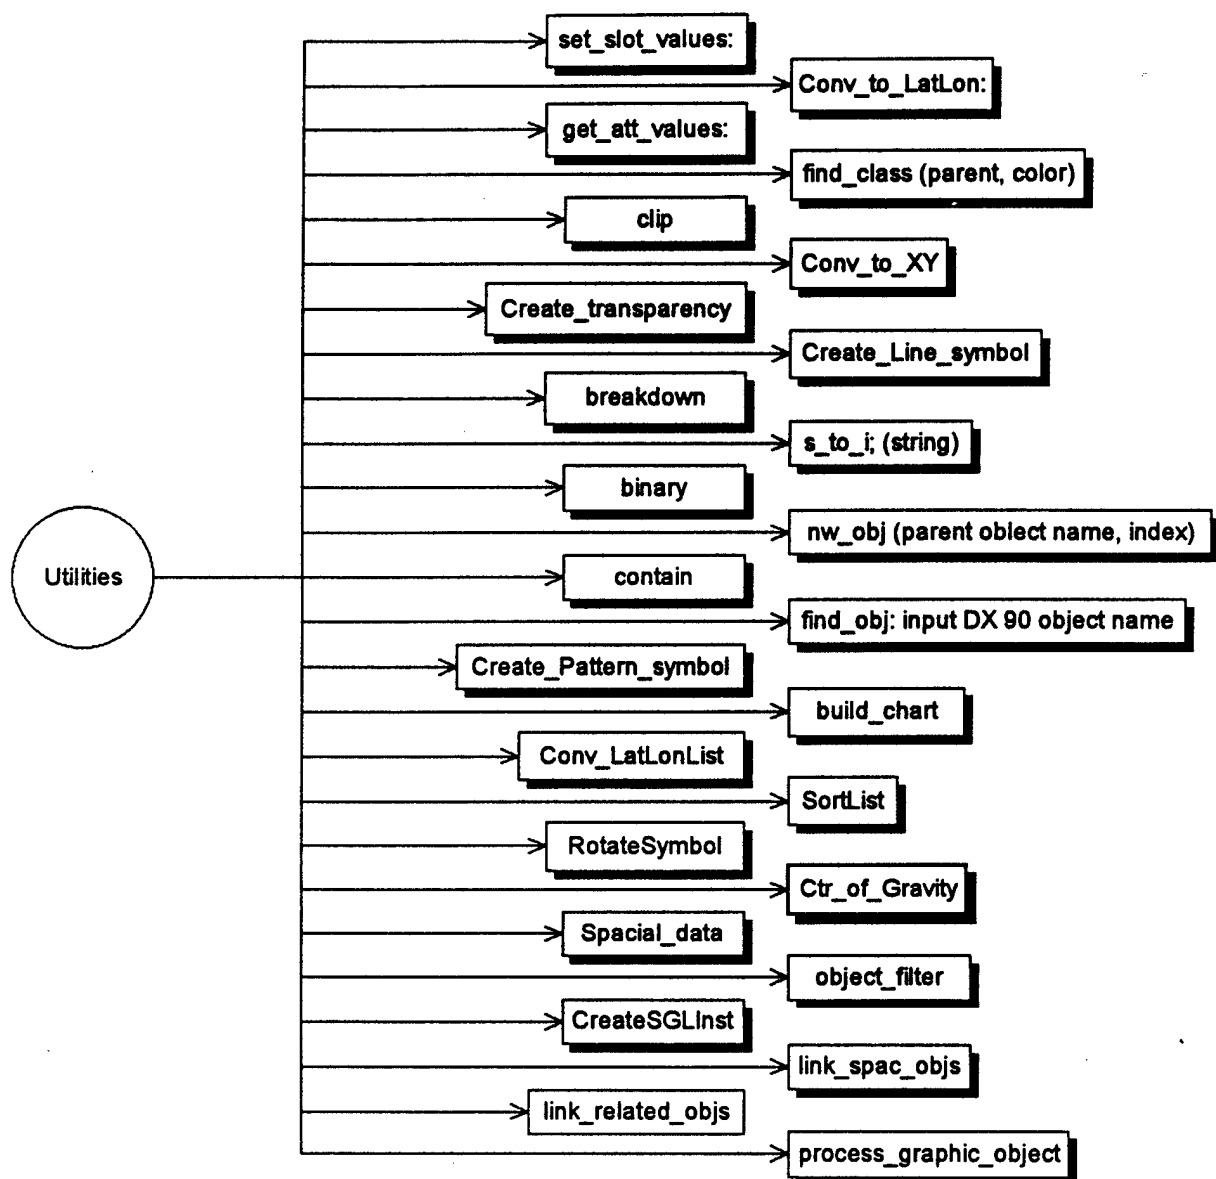 set_slot_values:
Conv_to_LatLon:
get_att_values:
find_class (parent, color)
clip
Conv_to_XY
Create_transparency
Create_Line_symbol
breakdown
s_to_i; (string)
binary
nw_obj (parent oblect name, index)
Utilities
contain
find_obj: input DX 90 object name
Create_Pattern_symbol
build_chart
Conv_LatLonList
SortList
RotateSymbol
Ctr_of_Gravity
Spacial_data
object_filter
CreateSGLInst
link_spac_objs
link_related_objs
process_graphic_object